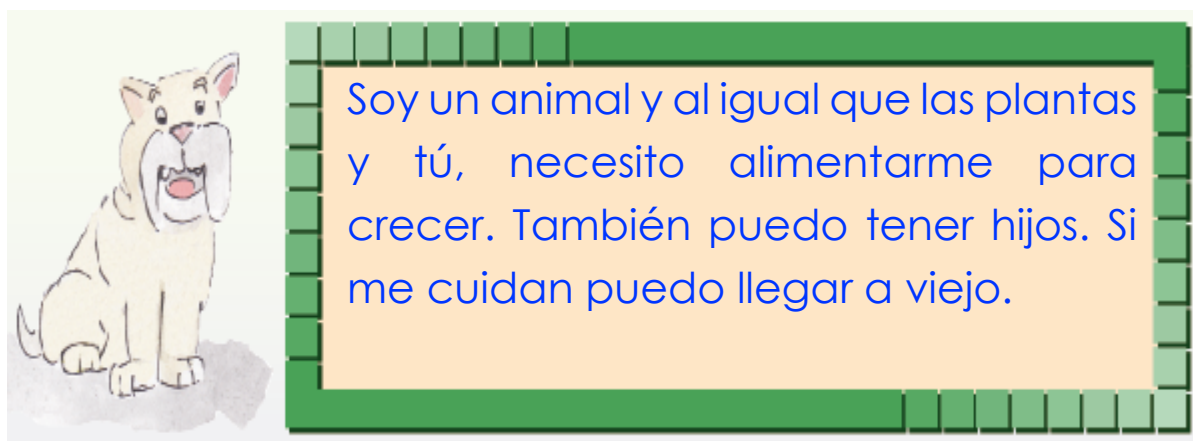 Soy un animal y al igual que las plantas
y tú, necesito alimentarme para
crecer. También puedo tener hijos. Si
me cuidan puedo llegar a viejo.